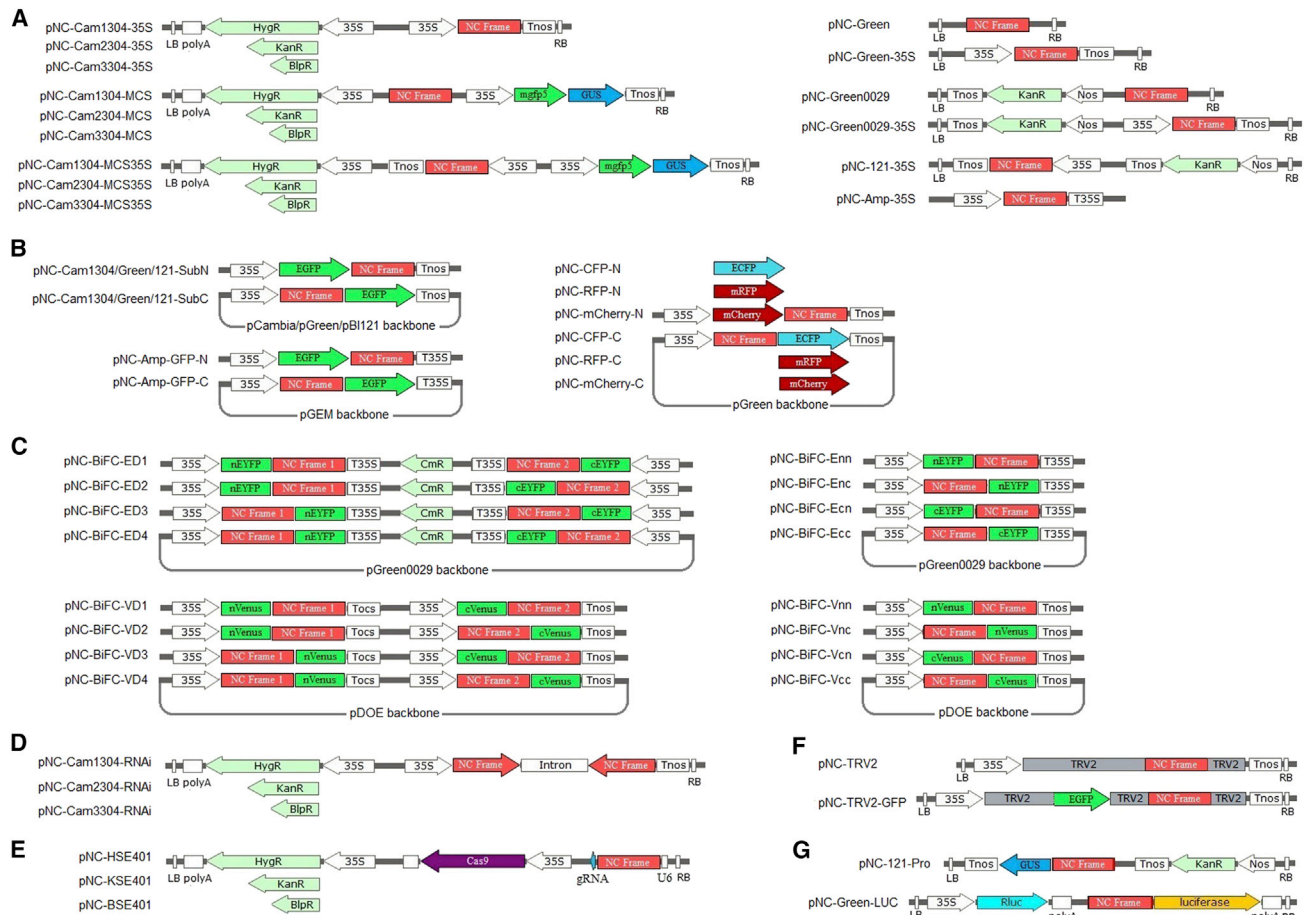 A
pNC-Cam1304-35S HygR 35S 35S NC Frame Tnos
LB polyA RB
pNC-Cam2304-35S KanR
pNC-Cam3304-35S BlpR
pNC-Cam1304-MCS HygR 35S NC Frame 35S mgfp5 GUS Tnos
LB polyA RB
pNC-Cam2304-MCS KanR
pNC-Cam3304-MCS BlpR
pNC-Cam1304-MCS35S HygR 35S Tnos NC Frame 35S 35S mgfp5 GUS Tnos
LB polyA RB
pNC-Cam2304-MCS35S KanR
pNC-Cam3304-MCS35S BlpR
pNC-Green NC Frame
LB RB
pNC-Green-35S 35S NC Frame Tnos
LB RB
pNC-Green0029 Tnos KanR Nos NC Frame
LB RB
pNC-Green0029-35S Tnos KanR Nos 35S NC Frame Tnos
LB RB
pNC-121-35S Tnos NC Frame 35S Tnos KanR Nos
LB RB
pNC-Amp-35S 35S NC Frame T35S
B
pNC-Cam1304/Green/121-SubN 35S EGFP NC Frame Tnos
pNC-Cam1304/Green/121-SubC 35S NC Frame EGFP Tnos
pCambia/pGreen/pBI121 backbone
pNC-Amp-GFP-N 35S EGFP NC Frame T35S
pNC-Amp-GFP-C 35S NC Frame EGFP T35S
pGEM backbone
pNC-CFP-N ECFP
pNC-RFP-N mRFP
pNC-mCherry-N 35S mCherry NC Frame Tnos
pNC-CFP-C 35S NC Frame ECFP Tnos
pNC-RFP-C mRFP
pNC-mCherry-C mCherry
pGreen backbone
C
pNC-BiFC-ED1 35S nEYFP NC Frame 1 T35S CmR T35S NC Frame 2 cEYFP 35S
pNC-BiFC-ED2 35S nEYFP NC Frame 1 T35S CmR T35S cEYFP NC Frame 2 35S
pNC-BiFC-ED3 35S NC Frame 1 nEYFP T35S CmR T35S NC Frame 2 cEYFP 35S
pNC-BiFC-ED4 35S NC Frame 1 nEYFP T35S CmR T35S cEYFP NC Frame 2 35S
pGreen0029 backbone
pNC-BiFC-Enn 35S nEYFP NC Frame T35S
pNC-BiFC-Enc 35S NC Frame nEYFP T35S
pNC-BiFC-Ecn 35S cEYFP NC Frame T35S
pNC-BiFC-Ecc 35S NC Frame cEYFP T35S
pGreen0029 backbone
pNC-BiFC-VD1 35S nVenus NC Frame 1 Tocs 35S cVenus NC Frame 2 Tnos
pNC-BiFC-VD2 35S nVenus NC Frame 1 Tocs 35S NC Frame 2 cVenus Tnos
pNC-BiFC-VD3 35S NC Frame 1 nVenus Tocs 35S cVenus NC Frame 2 Tnos
pNC-BiFC-VD4 35S NC Frame 1 nVenus Tocs 35S NC Frame 2 cVenus Tnos
pDOE backbone
pNC-BiFC-Vnn 35S nVenus NC Frame Tnos
pNC-BiFC-Vnc 35S NC Frame nVenus Tnos
pNC-BiFC-Vcn 35S cVenus NC Frame Tnos
pNC-BiFC-Vcc 35S NC Frame cVenus Tnos
pDOE backbone
D
pNC-Cam1304-RNAi HygR 35S 35S NC Frame Intron NC Frame Tnos
LB polyA RB
pNC-Cam2304-RNAi KanR
pNC-Cam3304-RNAi BlpR
E
pNC-HSE401 HygR 35S Cas9 35S NC Frame
LB polyA gRNA U6 RB
pNC-KSE401 KanR
pNC-BSE401 BlpR
F
pNC-TRV2 35S TRV2 NC Frame TRV2 Tnos
LB RB
pNC-TRV2-GFP 35S TRV2 EGFP TRV2 NC Frame TRV2 Tnos
LB RB
G
pNC-121-Pro Tnos GUS NC Frame Tnos KanR Nos
LB RB
pNC-Green-LUC 35S Rluc NC Frame luciferase
LB